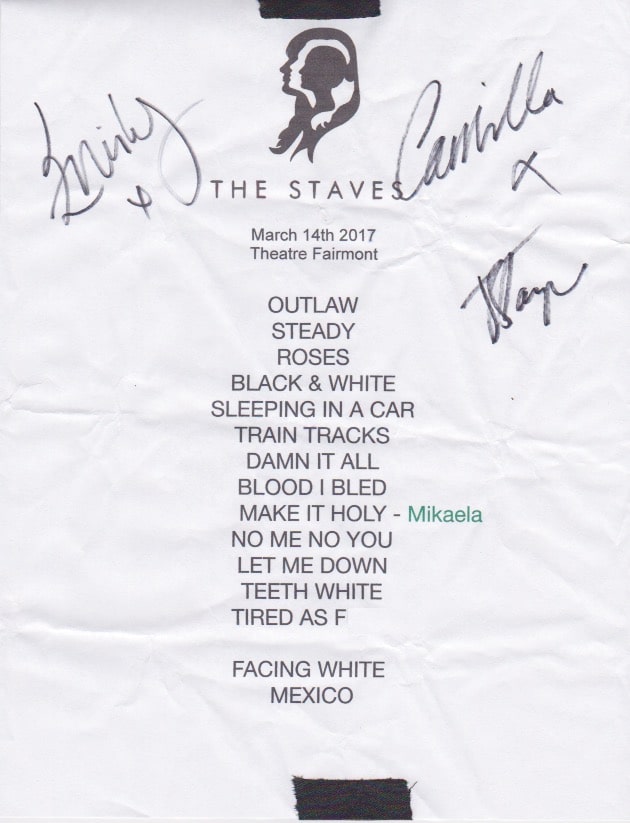 Emily x
Camilla x
THE STAVES
March 14th 2017
Theatre Fairmont
OUTLAW
STEADY
ROSES
BLACK & WHITE
SLEEPING IN A CAR
TRAIN TRACKS
DAMN IT ALL
BLOOD I BLED
MAKE IT HOLY - Mikaela
NO ME NO YOU
LET ME DOWN
TEETH WHITE
TIRED AS F
FACING WHITE
MEXICO